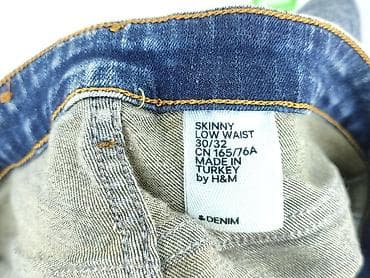 SKINNY
LOW WAIST
30/32
CN 165/76A
MADE IN
TURKEY
by H&M
& DENIM